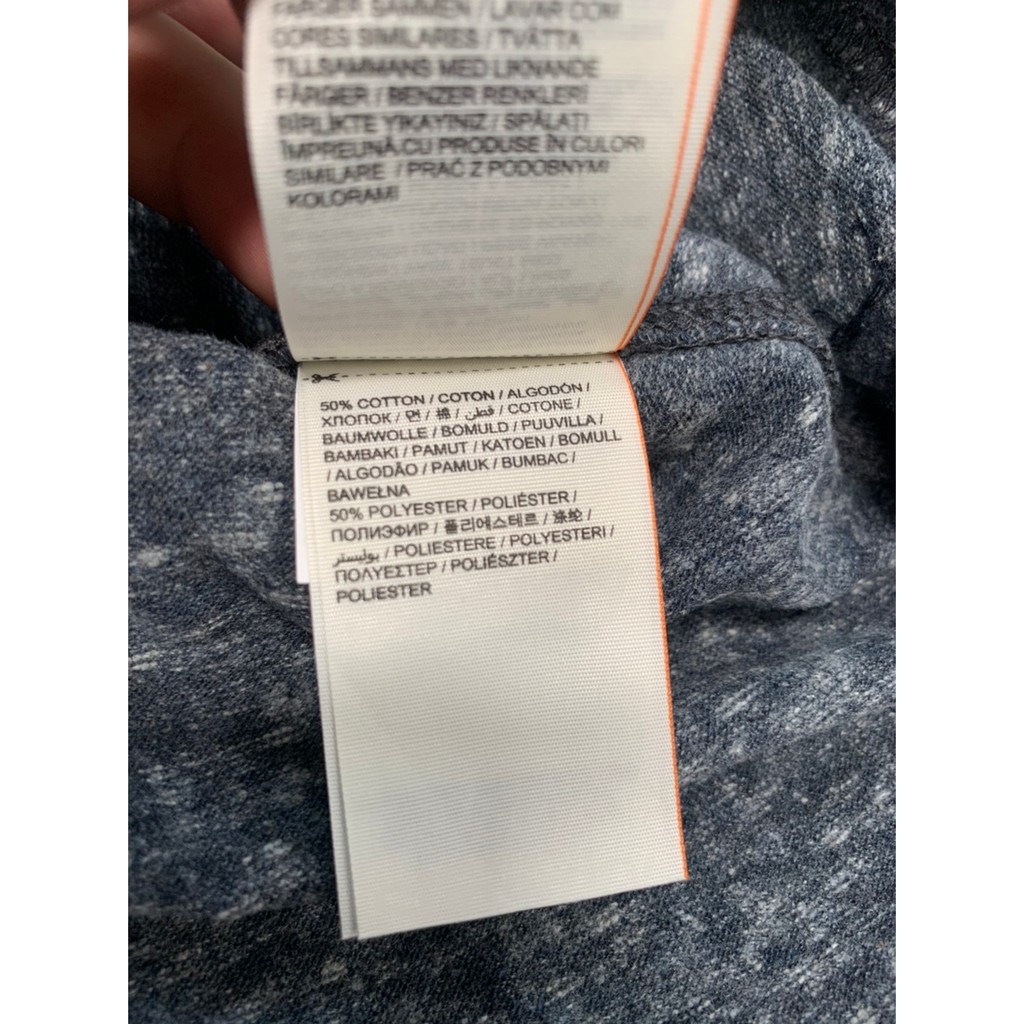 FÄRGER SAMMEN / LAVAR COM
CORES SIMILARES / TVÄTTA
TILLSAMMANS MED LIKNANDE
FÄRGER / BENZER RENKLERİ
BİRLİKTE YIKAYINIZ / SPĂLAȚI
ÎMPREUNĂ CU PRODUSE ÎN CULORI
SIMILARE / PRAĆ Z PODOBNYMI
KOLORAMI
50% COTTON / COTON / ALGODÓN /
ХЛОПОК / 면 / 棉 / قطن / COTONE /
BAUMWOLLE / BOMULD / PUUVILLA /
BAMBAKI / PAMUT / KATOEN / BOMULL
/ ALGODÃO / PAMUK / BUMBAC /
BAWEŁNA
50% POLYESTER / POLIÉSTER /
ПОЛИЭФИР / 폴리에스테르 / 涤纶 /
بوليستر / POLIESTERE / POLYESTERI /
ΠΟΛΥΕΣΤΕΡ / POLIÉSZTER /
POLIESTER